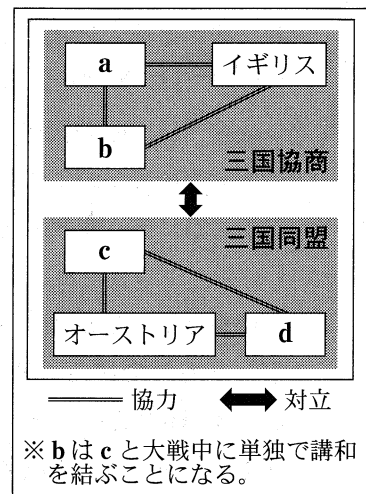 a
イギリス
b
三国協商
三国同盟
c
オーストリア
d
協力
対立
※bはcと大戦中に単独で講和
を結ぶことになる。